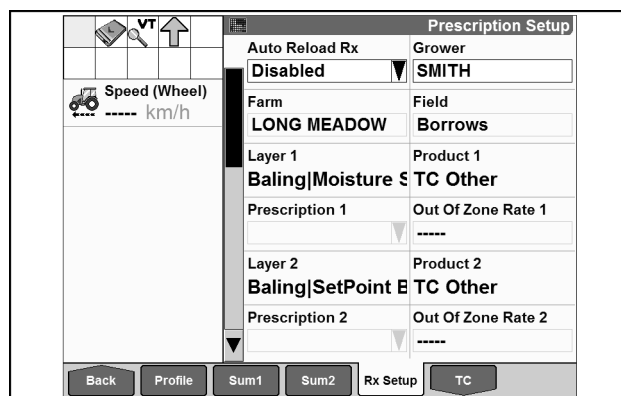 VT
Prescription Setup
Auto Reload Rx
Grower
Disabled
SMITH
Speed (Wheel)
----- km/h
Farm
Field
LONG MEADOW
Borrows
Layer 1
Product 1
Baling|Moisture S
TC Other
Prescription 1
Out Of Zone Rate 1
-----
Layer 2
Product 2
Baling|SetPoint B
TC Other
Prescription 2
Out Of Zone Rate 2
-----
Back
Profile
Sum1
Sum2
Rx Setup
TC